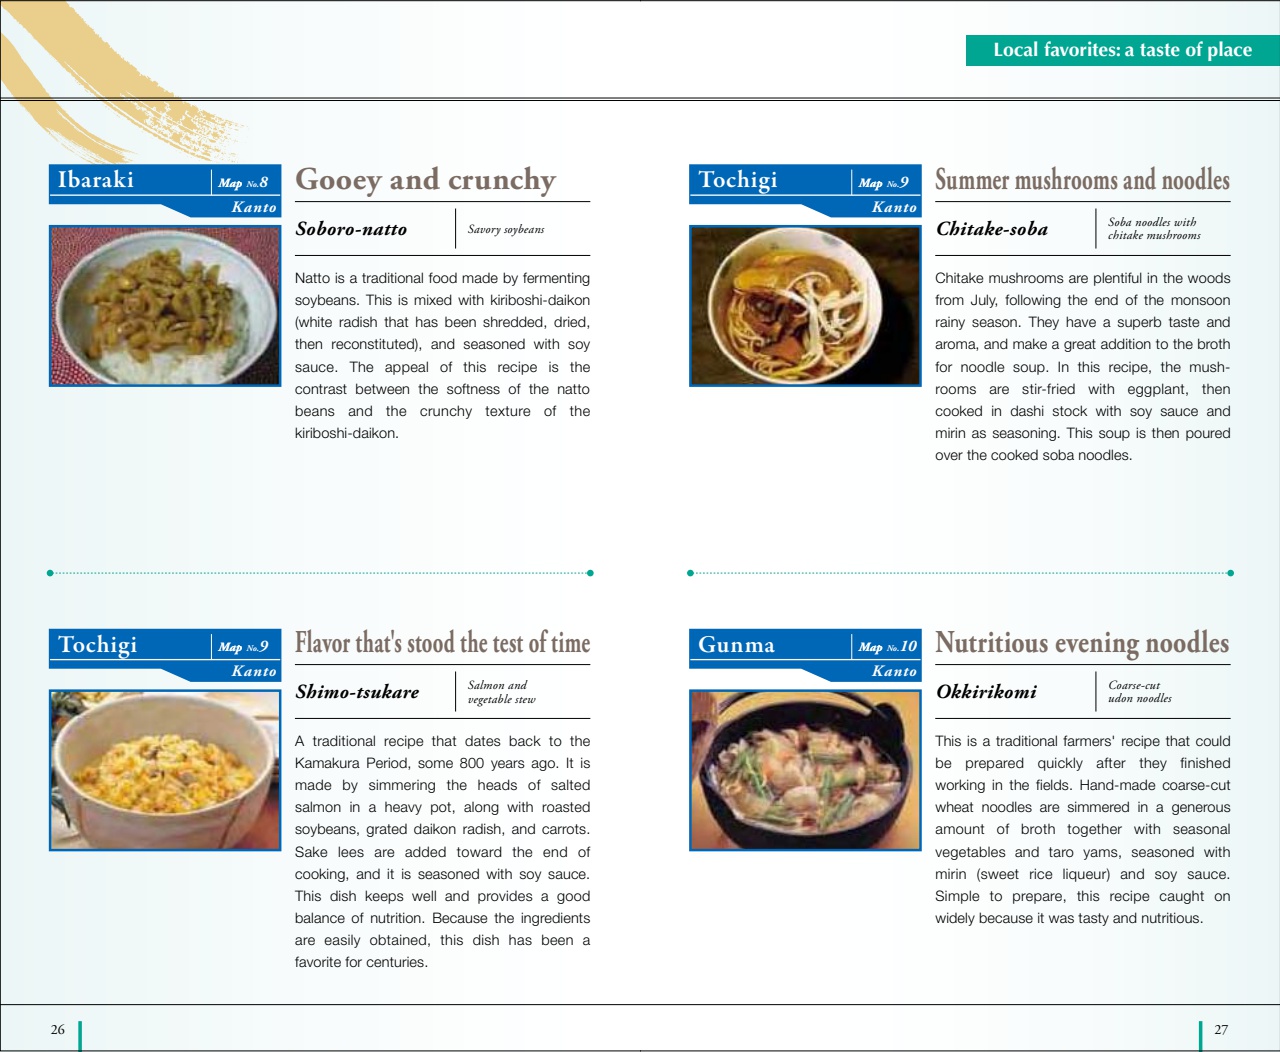 Local favorites: a taste of place
Ibaraki
Map No.8
Kanto
Gooey and crunchy
Soboro-natto
Savory soybeans
Natto is a traditional food made by fermenting
soybeans. This is mixed with kiriboshi-daikon
(white radish that has been shredded, dried,
then reconstituted), and seasoned with soy
sauce. The appeal of this recipe is the
contrast between the softness of the natto
beans and the crunchy texture of the
kiriboshi-daikon.
Tochigi
Map No.9
Kanto
Flavor that's stood the test of time
Shimo-tsukare
Salmon and
vegetable stew
A traditional recipe that dates back to the
Kamakura Period, some 800 years ago. It is
made by simmering the heads of salted
salmon in a heavy pot, along with roasted
soybeans, grated daikon radish, and carrots.
Sake lees are added toward the end of
cooking, and it is seasoned with soy sauce.
This dish keeps well and provides a good
balance of nutrition. Because the ingredients
are easily obtained, this dish has been a
favorite for centuries.
26
Tochigi
Map No.9
Kanto
Summer mushrooms and noodles
Chitake-soba
Soba noodles with
chitake mushrooms
Chitake mushrooms are plentiful in the woods
from July, following the end of the monsoon
rainy season. They have a superb taste and
aroma, and make a great addition to the broth
for noodle soup. In this recipe, the mush-
rooms are stir-fried with eggplant, then
cooked in dashi stock with soy sauce and
mirin as seasoning. This soup is then poured
over the cooked soba noodles.
Gunma
Map No.10
Kanto
Nutritious evening noodles
Okkirikomi
Coarse-cut
udon noodles
This is a traditional farmers' recipe that could
be prepared quickly after they finished
working in the fields. Hand-made coarse-cut
wheat noodles are simmered in a generous
amount of broth together with seasonal
vegetables and taro yams, seasoned with
mirin (sweet rice liqueur) and soy sauce.
Simple to prepare, this recipe caught on
widely because it was tasty and nutritious.
27